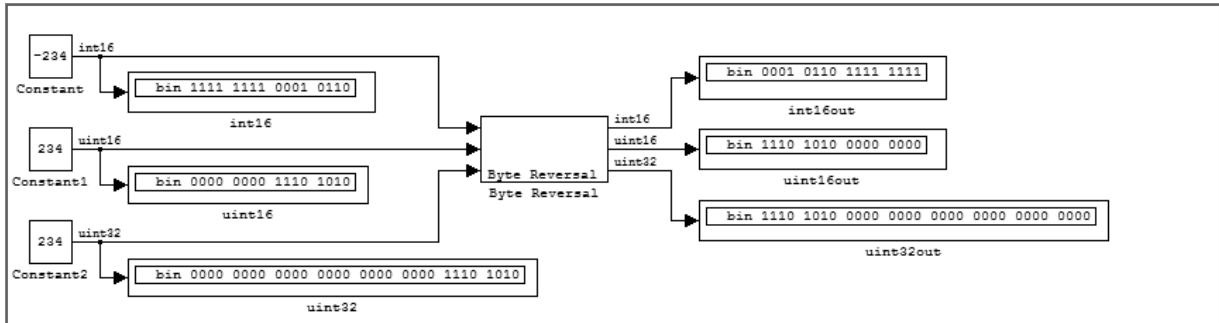 -234
int16
Constant
bin 1111 1111 0001 0110
int16
234
uint16
Constant1
bin 0000 0000 1110 1010
uint16
234
uint32
Constant2
bin 0000 0000 0000 0000 0000 0000 1110 1010
uint32
Byte Reversal
Byte Reversal
int16
uint16
uint32
bin 0001 0110 1111 1111
int16out
bin 1110 1010 0000 0000
uint16out
bin 1110 1010 0000 0000 0000 0000 0000 0000
uint32out